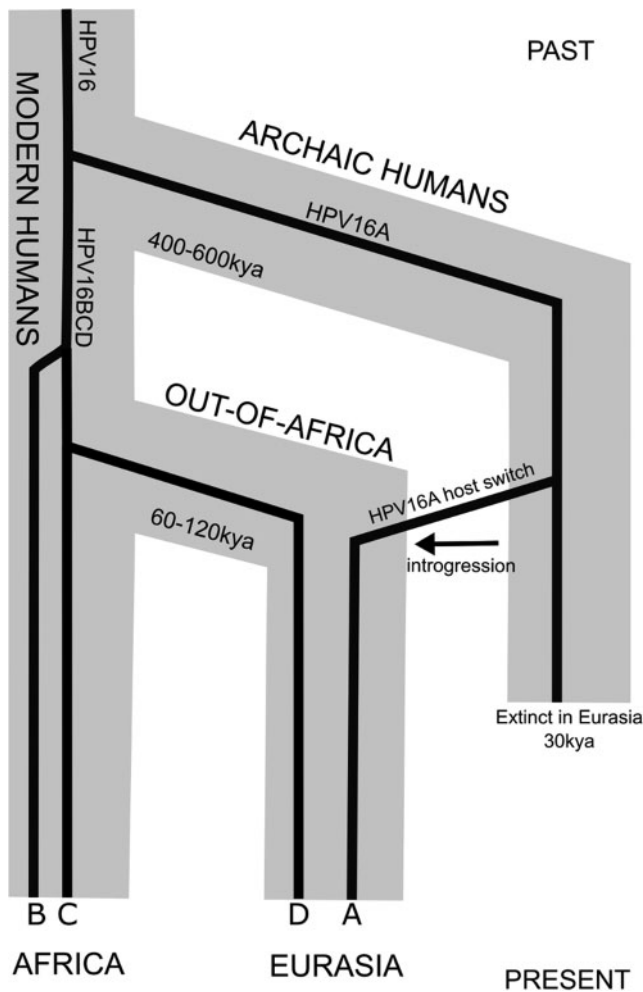 PAST
HPV16
MODERN HUMANS
ARCHAIC HUMANS
HPV16A
400-600kya
HPV16BCD
OUT-OF-AFRICA
60-120kya
HPV16A host switch
introgression
Extinct in Eurasia
30kya
B C D A
AFRICA EURASIA PRESENT